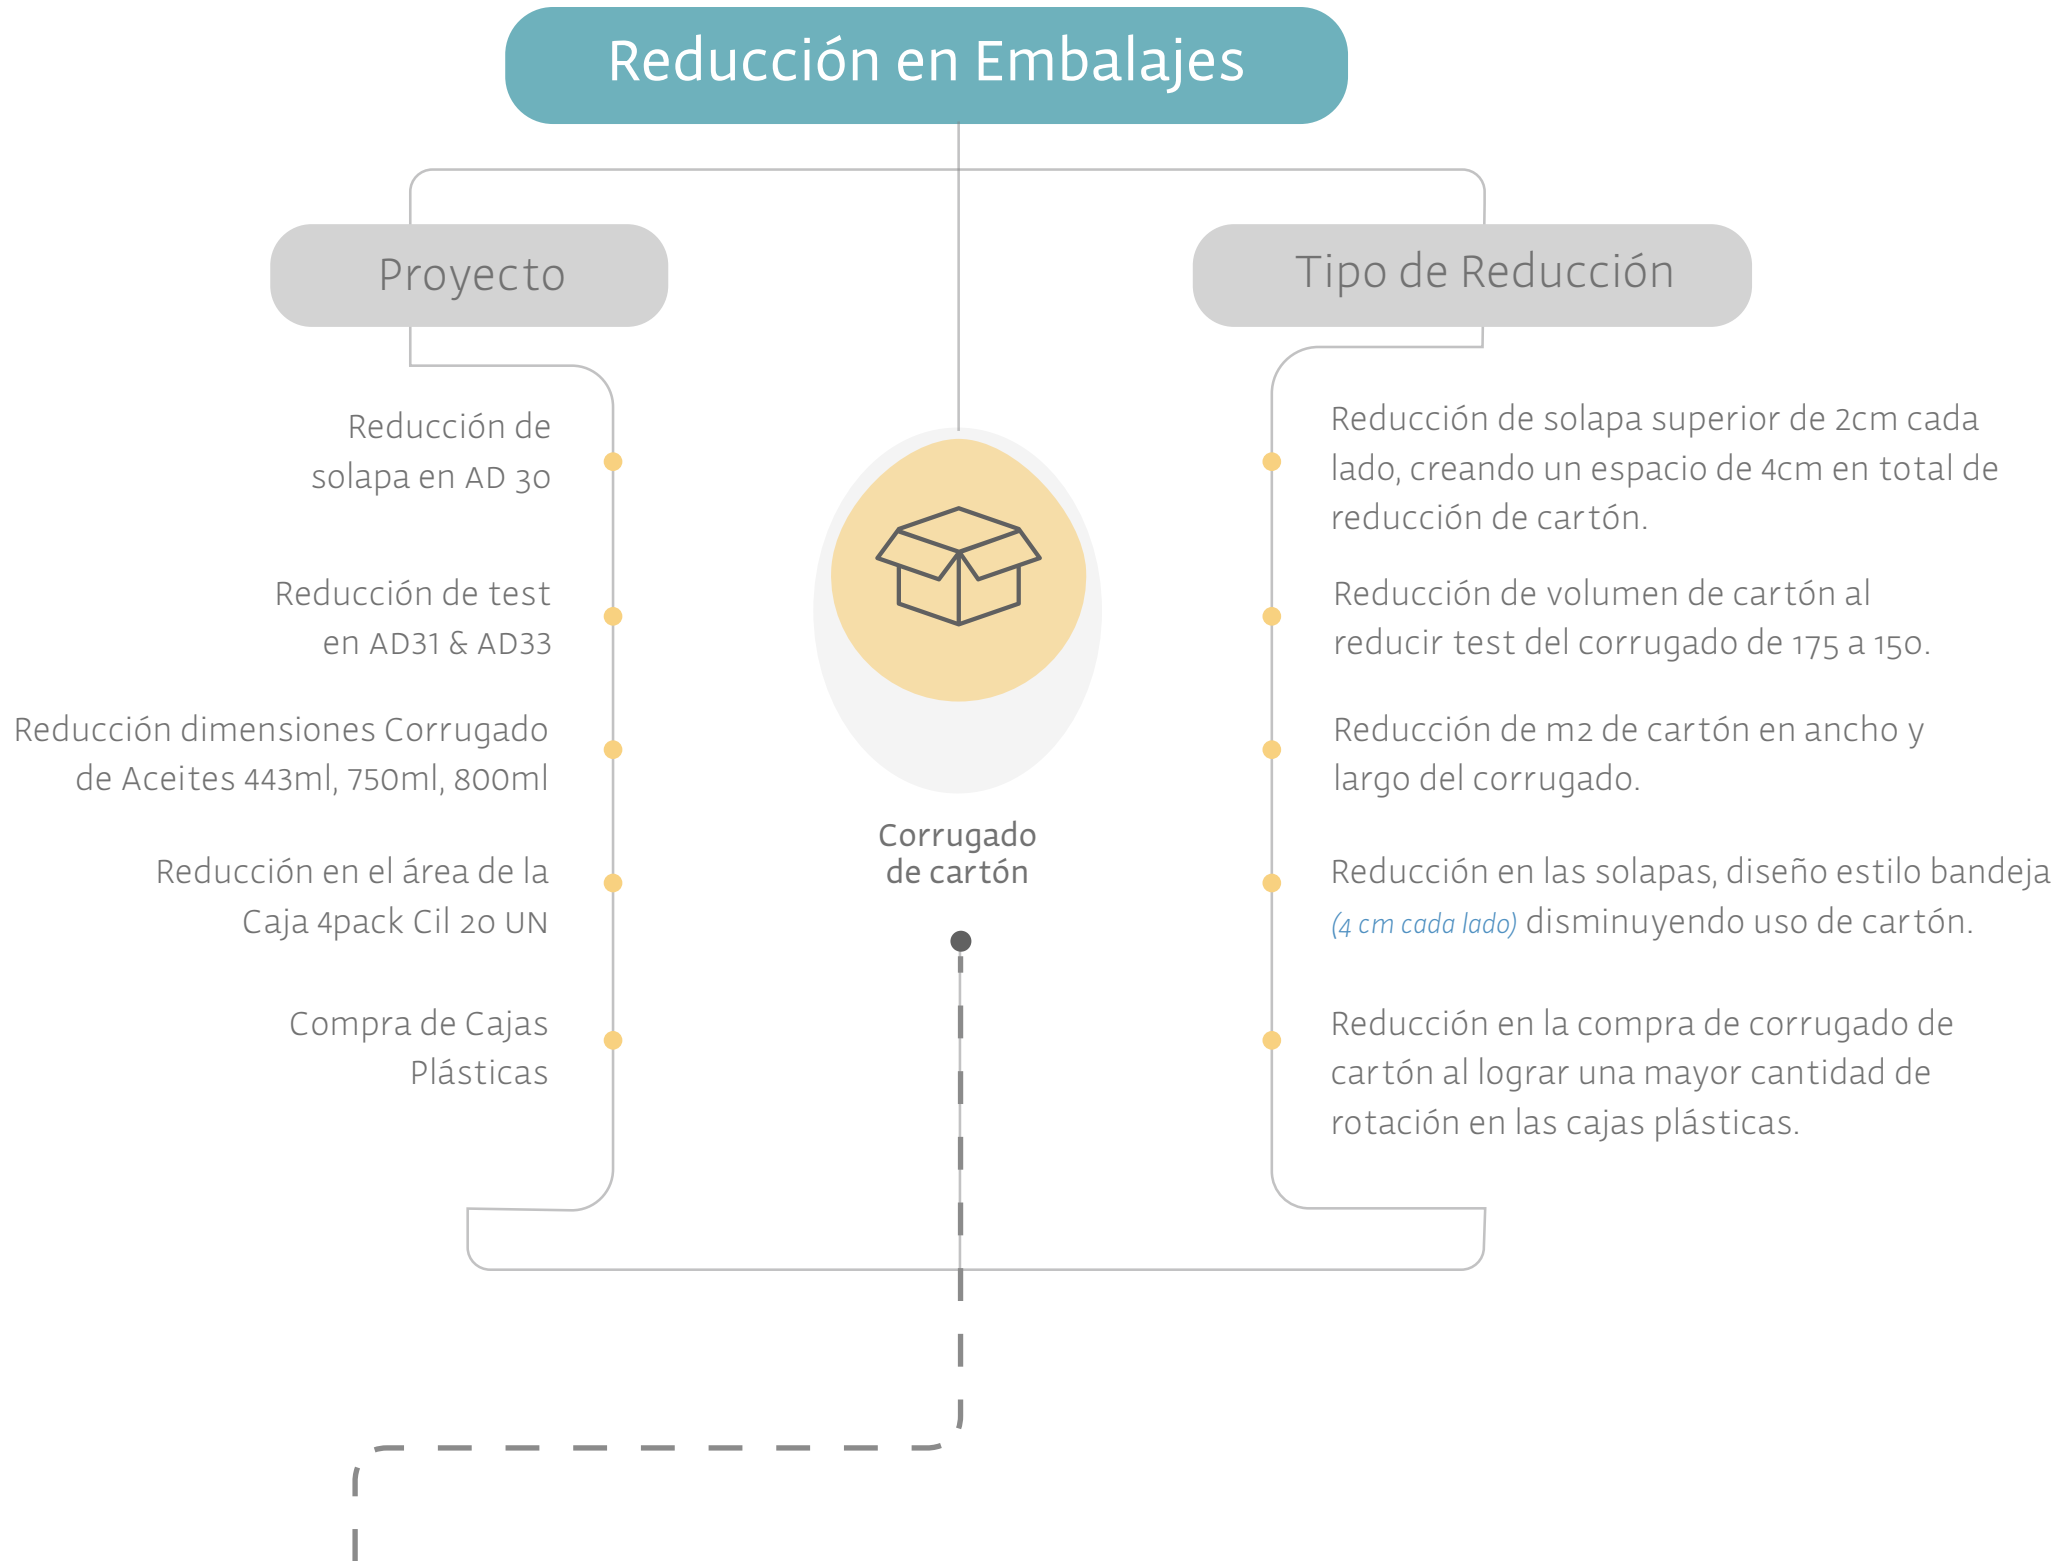 Reducción en Embalajes
Proyecto
Reducción de
solapa en AD 30
Reducción de test
en AD31 & AD33
Reducción dimensiones Corrugado
de Aceites 443ml, 750ml, 800ml
Reducción en el área de la
Caja 4pack Cil 20 UN
Compra de Cajas
Plásticas
Corrugado
de cartón
Tipo de Reducción
Reducción de solapa superior de 2cm cada
lado, creando un espacio de 4cm en total de
reducción de cartón.
Reducción de volumen de cartón al
reducir test del corrugado de 175 a 150.
Reducción de m2 de cartón en ancho y
largo del corrugado.
Reducción en las solapas, diseño estilo bandeja
(4 cm cada lado) disminuyendo uso de cartón.
Reducción en la compra de corrugado de
cartón al lograr una mayor cantidad de
rotación en las cajas plásticas.